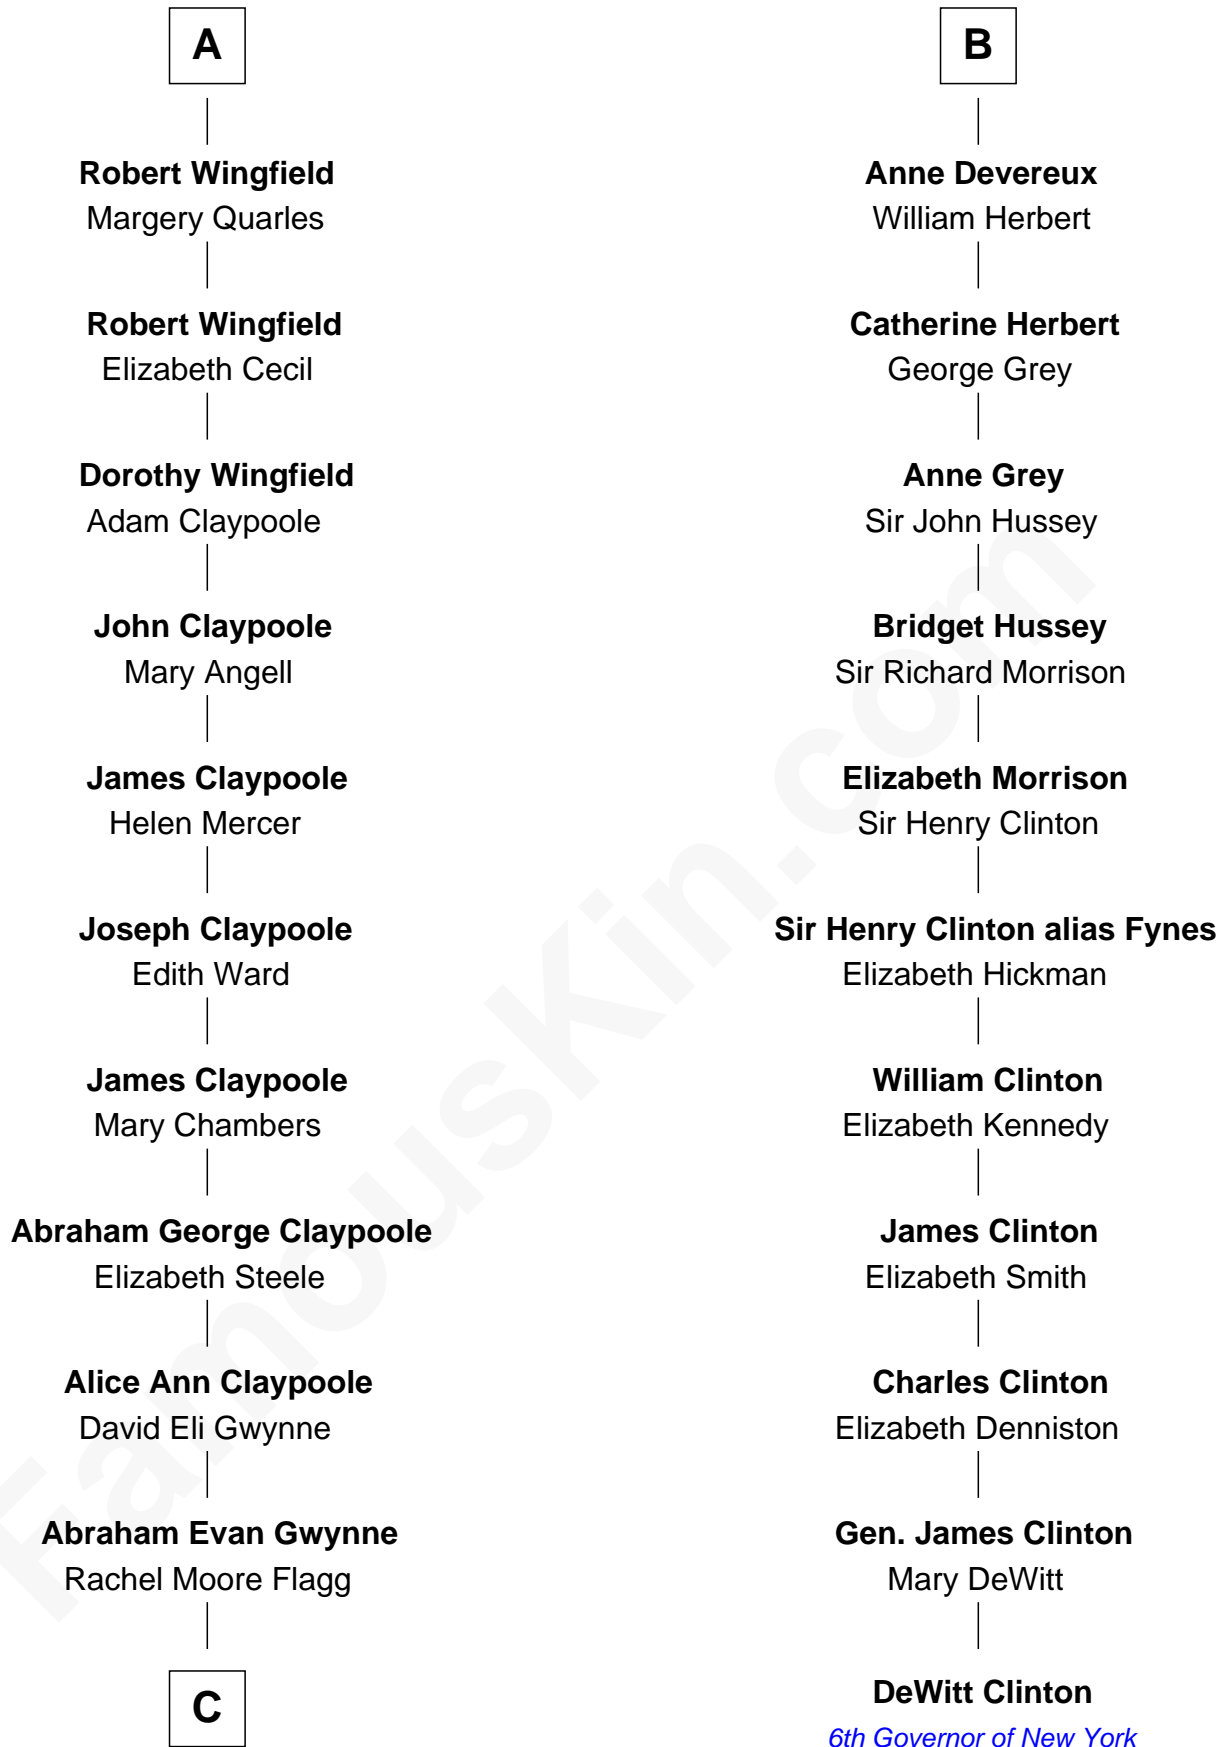 A
Robert Wingfield
Margery Quarles
Robert Wingfield
Elizabeth Cecil
Dorothy Wingfield
Adam Claypoole
John Claypoole
Mary Angell
James Claypoole
Helen Mercer
Joseph Claypoole
Edith Ward
James Claypoole
Mary Chambers
Abraham George Claypoole
Elizabeth Steele
Alice Ann Claypoole
David Eli Gwynne
Abraham Evan Gwynne
Rachel Moore Flagg
C
B
Anne Devereux
William Herbert
Catherine Herbert
George Grey
Anne Grey
Sir John Hussey
Bridget Hussey
Sir Richard Morrison
Elizabeth Morrison
Sir Henry Clinton
Sir Henry Clinton alias Fynes
Elizabeth Hickman
William Clinton
Elizabeth Kennedy
James Clinton
Elizabeth Smith
Charles Clinton
Elizabeth Denniston
Gen. James Clinton
Mary DeWitt
DeWitt Clinton
6th Governor of New York
FamousKin.com